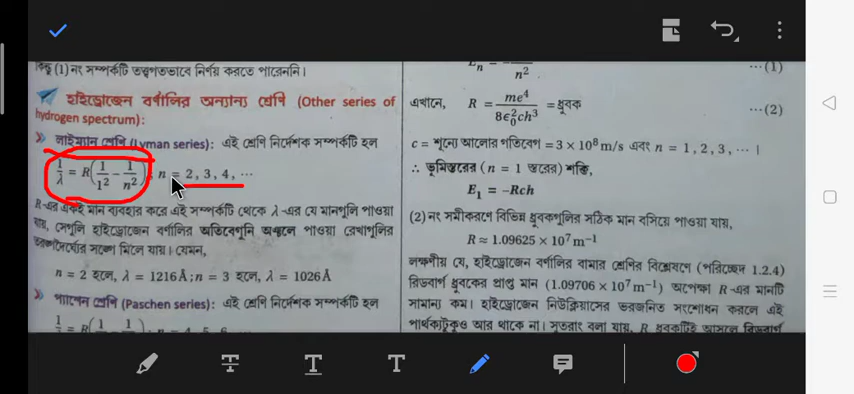 কিন্তু (1)নং সম্পর্কটি তত্ত্বগতভাবে নির্ণয় করতে পারেননি।
হাইড্রোজেন বর্ণালির অন্যান্য শ্রেণি (Other series of
hydrogen spectrum):
লাইম্যান শ্রেণি (Lyman series): এই শ্রেণি নির্দেশক সম্পর্কটি হল
1/λ = R(1/1² − 1/n²), n = 2, 3, 4, ⋯
R-এর একই মান ব্যবহার করে এই সম্পর্কটি থেকে λ-এর যে মানগুলি পাওয়া
যায়, সেগুলি হাইড্রোজেন বর্ণালির অতিবেগুনি অঞ্চলে পাওয়া রেখাগুলির
তরঙ্গদৈর্ঘ্যের সঙ্গে মিলে যায়। যেমন,
n = 2 হলে, λ = 1216 Å; n = 3 হলে, λ = 1026 Å
পাশেন শ্রেণি (Paschen series): এই শ্রেণি নির্দেশক সম্পর্কটি হল
n = 4, 5, 6
Eₙ = n² ⋯(1)
এখানে, R = me⁴/8ϵ₀²ch³ = ধ্রুবক ⋯(2)
c = শূন্যে আলোর গতিবেগ = 3 × 10⁸ m/s এবং n = 1, 2, 3, ⋯ ।
∴ ভূমিস্তরের (n = 1 স্তরের) শক্তি,
E₁ = −Rch
(2) নং সমীকরণে বিভিন্ন ধ্রুবকগুলির সঠিক মান বসিয়ে পাওয়া যায়,
R ≈ 1.09625 × 10⁷ m⁻¹
লক্ষণীয় যে, হাইড্রোজেন বর্ণালির বামার শ্রেণির বিশ্লেষণে (পরিচ্ছেদ 1.2.4)
রিডবার্গ ধ্রুবকের প্রাপ্ত মান (1.09706 × 10⁷ m⁻¹) অপেক্ষা R-এর মানটি
সামান্য কম। হাইড্রোজেন নিউক্লিয়াসের ভরজনিত সংশোধন করলে এই
পার্থক্যটুকুও আর থাকে না। সুতরাং বলা যায়, R ধ্রুবকটিই আসলে রিডবার্গ
T T T